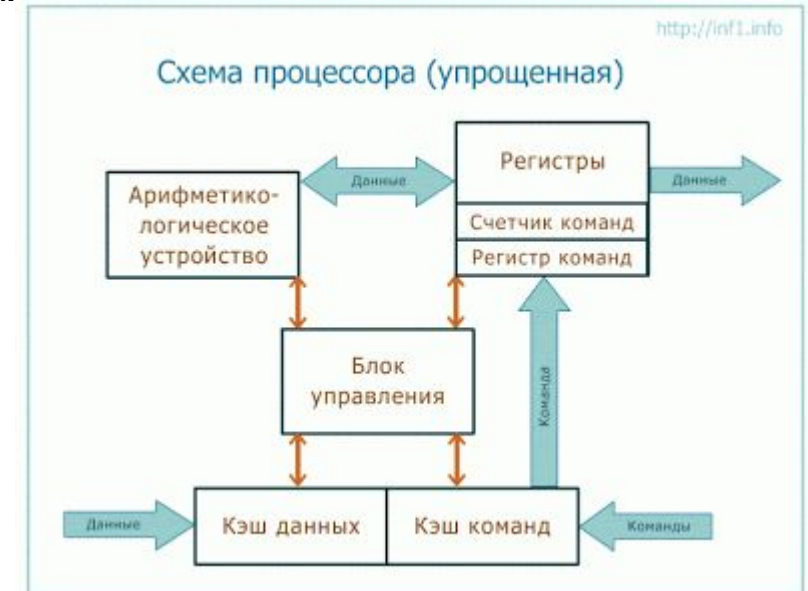 http://inf1.info
Схема процессора (упрощенная)
Арифметико-
логическое
устройство
Данные
Регистры
Счетчик команд
Регистр команд
Данные
Блок
управления
Команда
Данные
Кэш данных
Кэш команд
Команды